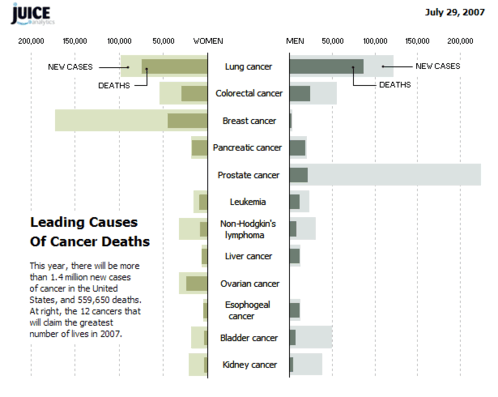 JUICE
analytics
July 29, 2007
200,000 150,000 100,000 50,000 WOMEN MEN 50,000 100,000 150,000 200,000
NEW CASES Lung cancer NEW CASES
DEATHS DEATHS
Colorectal cancer
Breast cancer
Pancreatic cancer
Prostate cancer
Leukemia
Non-Hodgkin's
lymphoma
Liver cancer
Ovarian cancer
Esophogeal
cancer
Bladder cancer
Kidney cancer
Leading Causes
Of Cancer Deaths
This year, there will be more
than 1.4 million new cases
of cancer in the United
States, and 559,650 deaths.
At right, the 12 cancers that
will claim the greatest
number of lives in 2007.